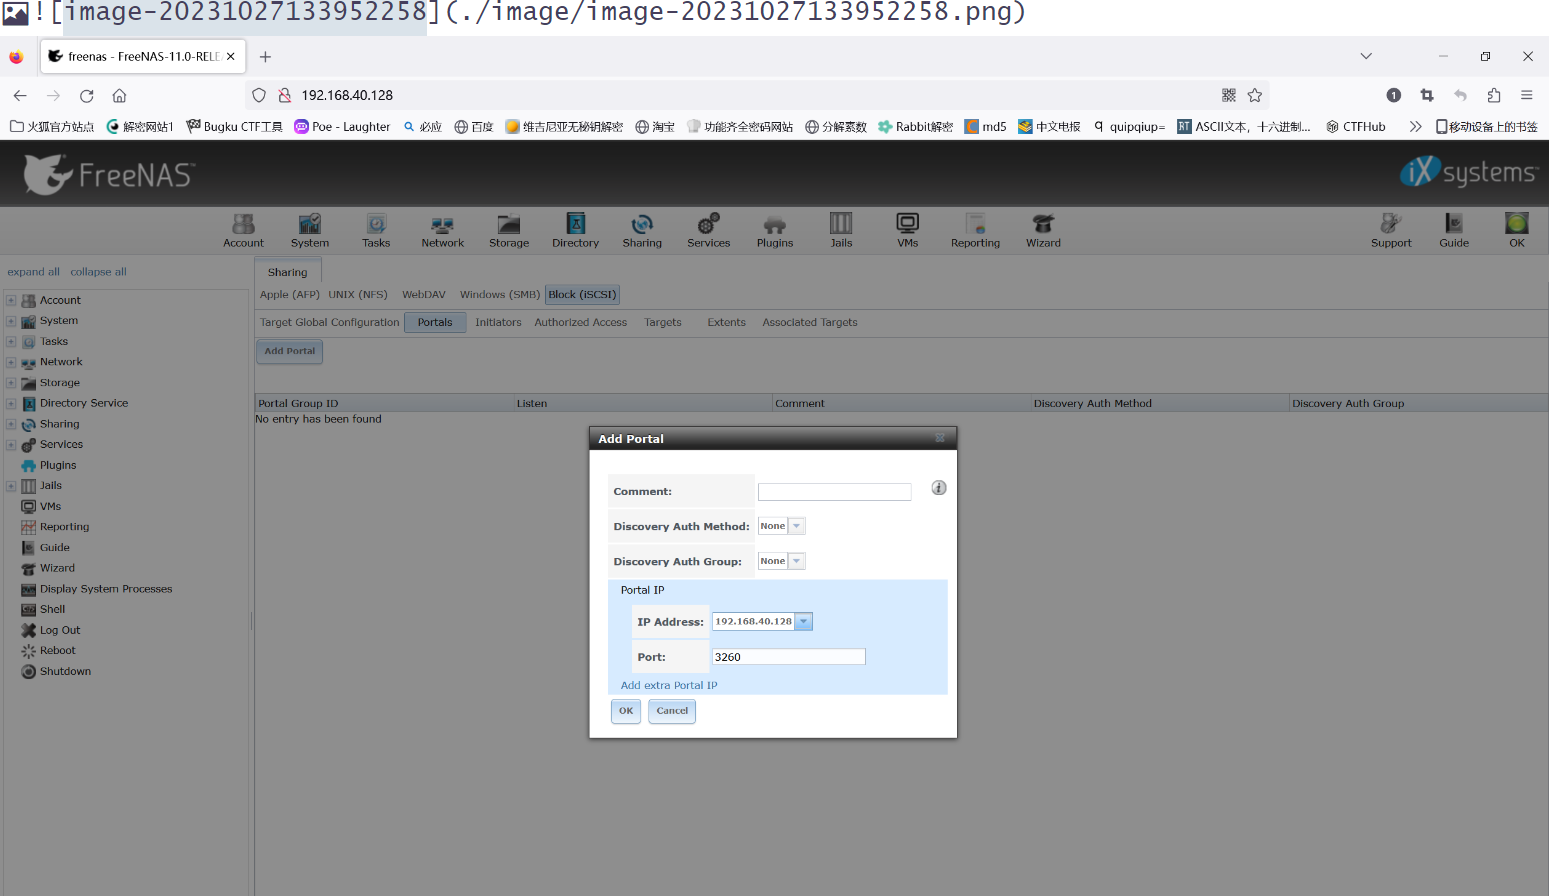 ![image-20231027133952258](./image/image-20231027133952258.png)
freenas - FreeNAS-11.0-RELE
192.168.40.128
1
火狐官方站点 解密网站1 Bugku CTF工具 Poe - Laughter 必应 百度 维吉尼亚无秘钥解密 淘宝 功能齐全密码网站 分解素数 Rabbit解密 md5 中文电报 quipqiup= ASCII文本，十六进制... CTFHub 移动设备上的书签
FreeNAS™
iXsystems™
Account System Tasks Network Storage Directory Sharing Services Plugins Jails VMs Reporting Wizard Support Guide OK
expand all collapse all
Account
System
Tasks
Network
Storage
Directory Service
Sharing
Services
Plugins
Jails
VMs
Reporting
Guide
Wizard
Display System Processes
Shell
Log Out
Reboot
Shutdown
Sharing
Apple (AFP) UNIX (NFS) WebDAV Windows (SMB) Block (iSCSI)
Target Global Configuration Portals Initiators Authorized Access Targets Extents Associated Targets
Add Portal
Portal Group ID Listen Comment Discovery Auth Method Discovery Auth Group
No entry has been found
Add Portal
Comment:
Discovery Auth Method: None
Discovery Auth Group: None
Portal IP
IP Address: 192.168.40.128
Port: 3260
Add extra Portal IP
OK Cancel